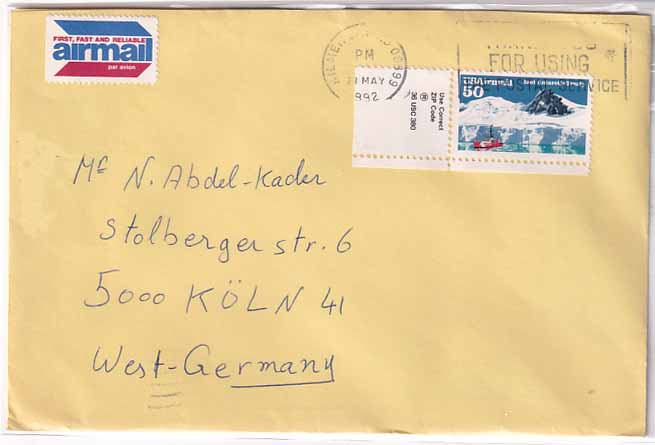 FIRST, FAST AND RELIABLE
airmail
par avion
PM
MAY
1992
FOR USING
POSTAL SERVICE
Use Correct
ZIP Code
®
36 USC 380
USAirmail
50
Mr N. Abdel-Kader
Stolberger str. 6
5000 KÖLN 41
West-Germany